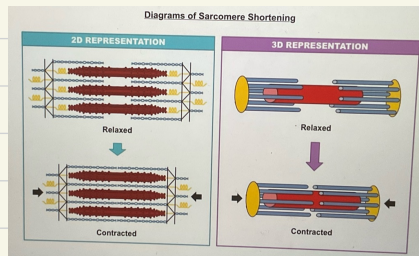 Diagrams of Sarcomere Shortening
2D REPRESENTATION
Relaxed
Contracted
3D REPRESENTATION
Relaxed
Contracted